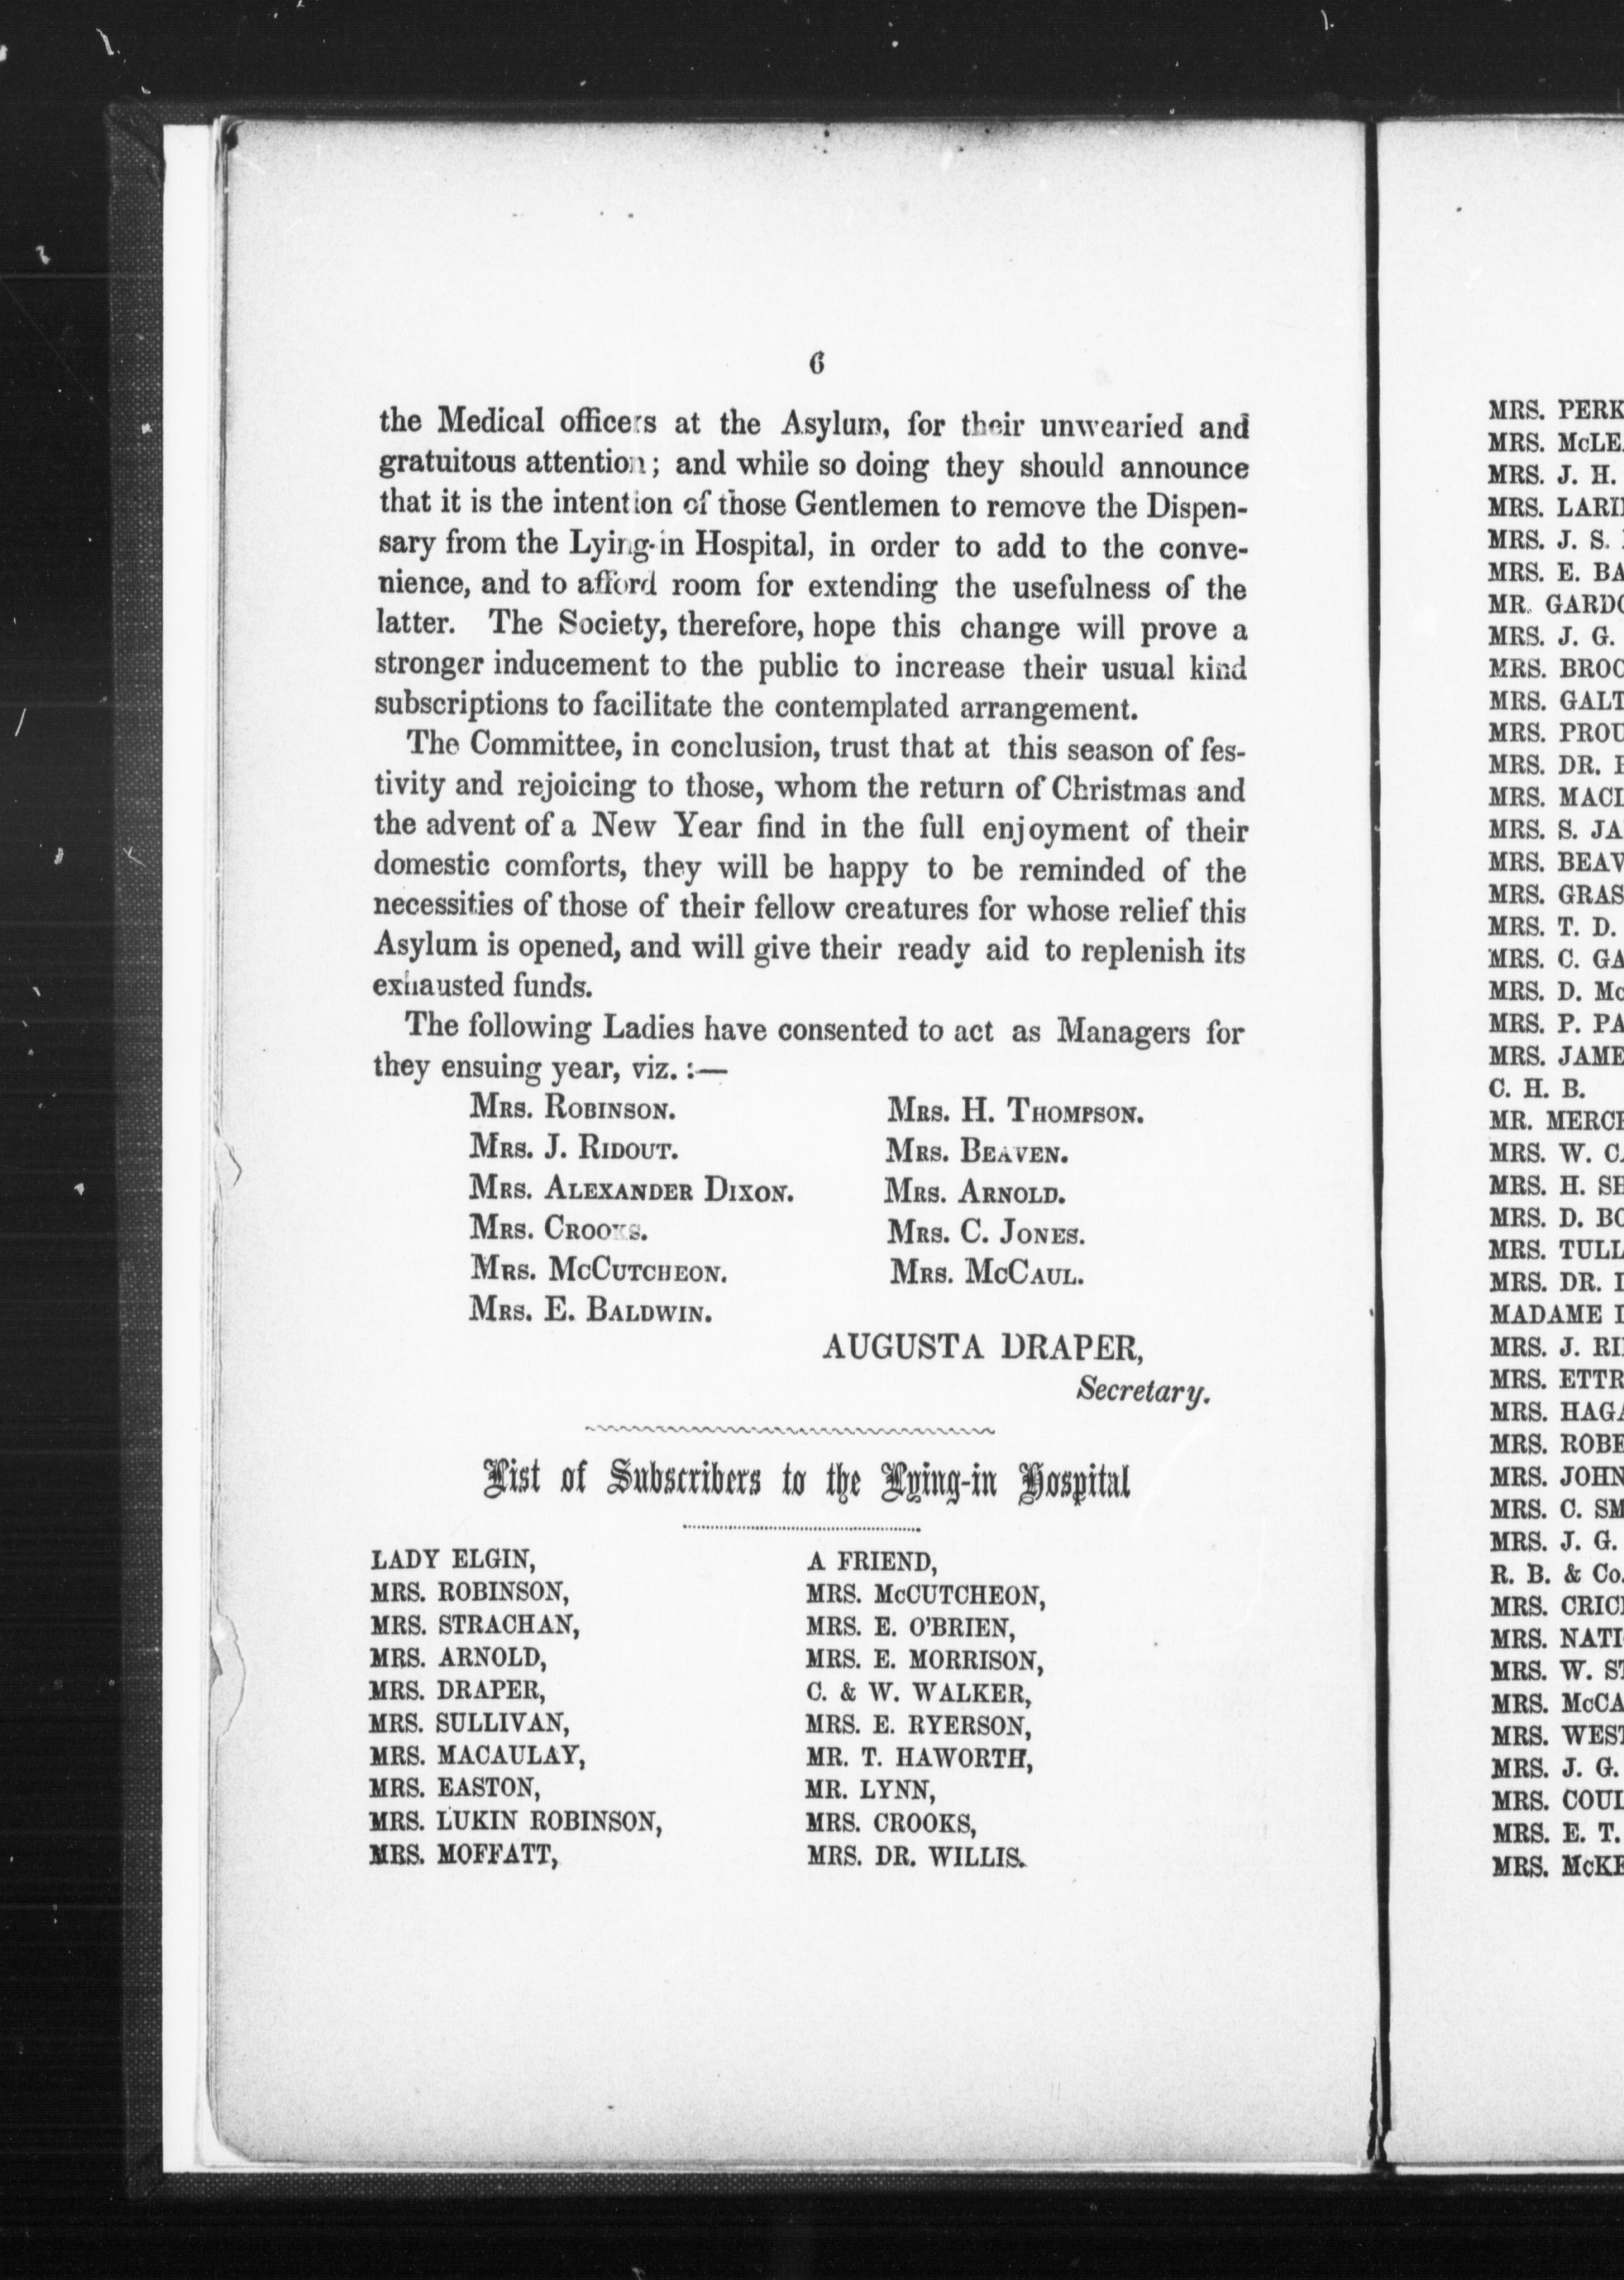 6
the Medical officers at the Asylum, for their unwearied and
gratuitous attention; and while so doing they should announce
that it is the intention of those Gentlemen to remove the Dispen-
sary from the Lying-in Hospital, in order to add to the conve-
nience, and to afford room for extending the usefulness of the
latter. The Society, therefore, hope this change will prove a
stronger inducement to the public to increase their usual kind
subscriptions to facilitate the contemplated arrangement.
The Committee, in conclusion, trust that at this season of fes-
tivity and rejoicing to those, whom the return of Christmas and
the advent of a New Year find in the full enjoyment of their
domestic comforts, they will be happy to be reminded of the
necessities of those of their fellow creatures for whose relief this
Asylum is opened, and will give their ready aid to replenish its
exhausted funds.
The following Ladies have consented to act as Managers for
they ensuing year, viz. :—
MRS. ROBINSON.
MRS. J. RIDOUT.
MRS. ALEXANDER DIXON.
MRS. CROOKS.
MRS. McCUTCHEON.
MRS. E. BALDWIN.
MRS. H. THOMPSON.
MRS. BEAVEN.
MRS. ARNOLD.
MRS. C. JONES.
MRS. McCAUL.
AUGUSTA DRAPER,
Secretary.
List of Subscribers to the Lying-in Hospital
LADY ELGIN,
MRS. ROBINSON,
MRS. STRACHAN,
MRS. ARNOLD,
MRS. DRAPER,
MRS. SULLIVAN,
MRS. MACAULAY,
MRS. EASTON,
MRS. LUKIN ROBINSON,
MRS. MOFFATT,
A FRIEND,
MRS. McCUTCHEON,
MRS. E. O'BRIEN,
MRS. E. MORRISON,
C. & W. WALKER,
MRS. E. RYERSON,
MR. T. HAWORTH,
MR. LYNN,
MRS. CROOKS,
MRS. DR. WILLIS.
MRS.
MRS.
MRS. J. H.
MRS.
MRS. J. S.
MRS. E.
MR.
MRS. J. G.
MRS.
MRS.
MRS.
MRS. DR.
MRS.
MRS. S.
MRS.
MRS.
MRS. T. D.
MRS. C.
MRS. D.
MRS. P.
MRS.
C. H. B.
MR.
MRS. W.
MRS. H.
MRS. D.
MRS.
MRS. DR.
MADAME
MRS. J.
MRS.
MRS.
MRS.
MRS.
MRS. C.
MRS. J. G.
R. B. & Co.
MRS.
MRS.
MRS. W.
MRS.
MRS.
MRS. J. G.
MRS.
MRS. E. T.
MRS.